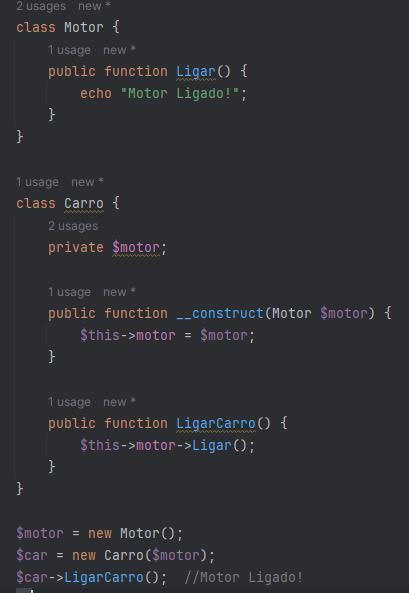 2 usages   new *
class Motor {
1 usage   new *
public function Ligar() {
echo "Motor Ligado!";
}
}
1 usage   new *
class Carro {
2 usages
private $motor;
1 usage   new *
public function __construct(Motor $motor) {
$this->motor = $motor;
}
1 usage   new *
public function LigarCarro() {
$this->motor->Ligar();
}
}
$motor = new Motor();
$car = new Carro($motor);
$car->LigarCarro();  //Motor Ligado!